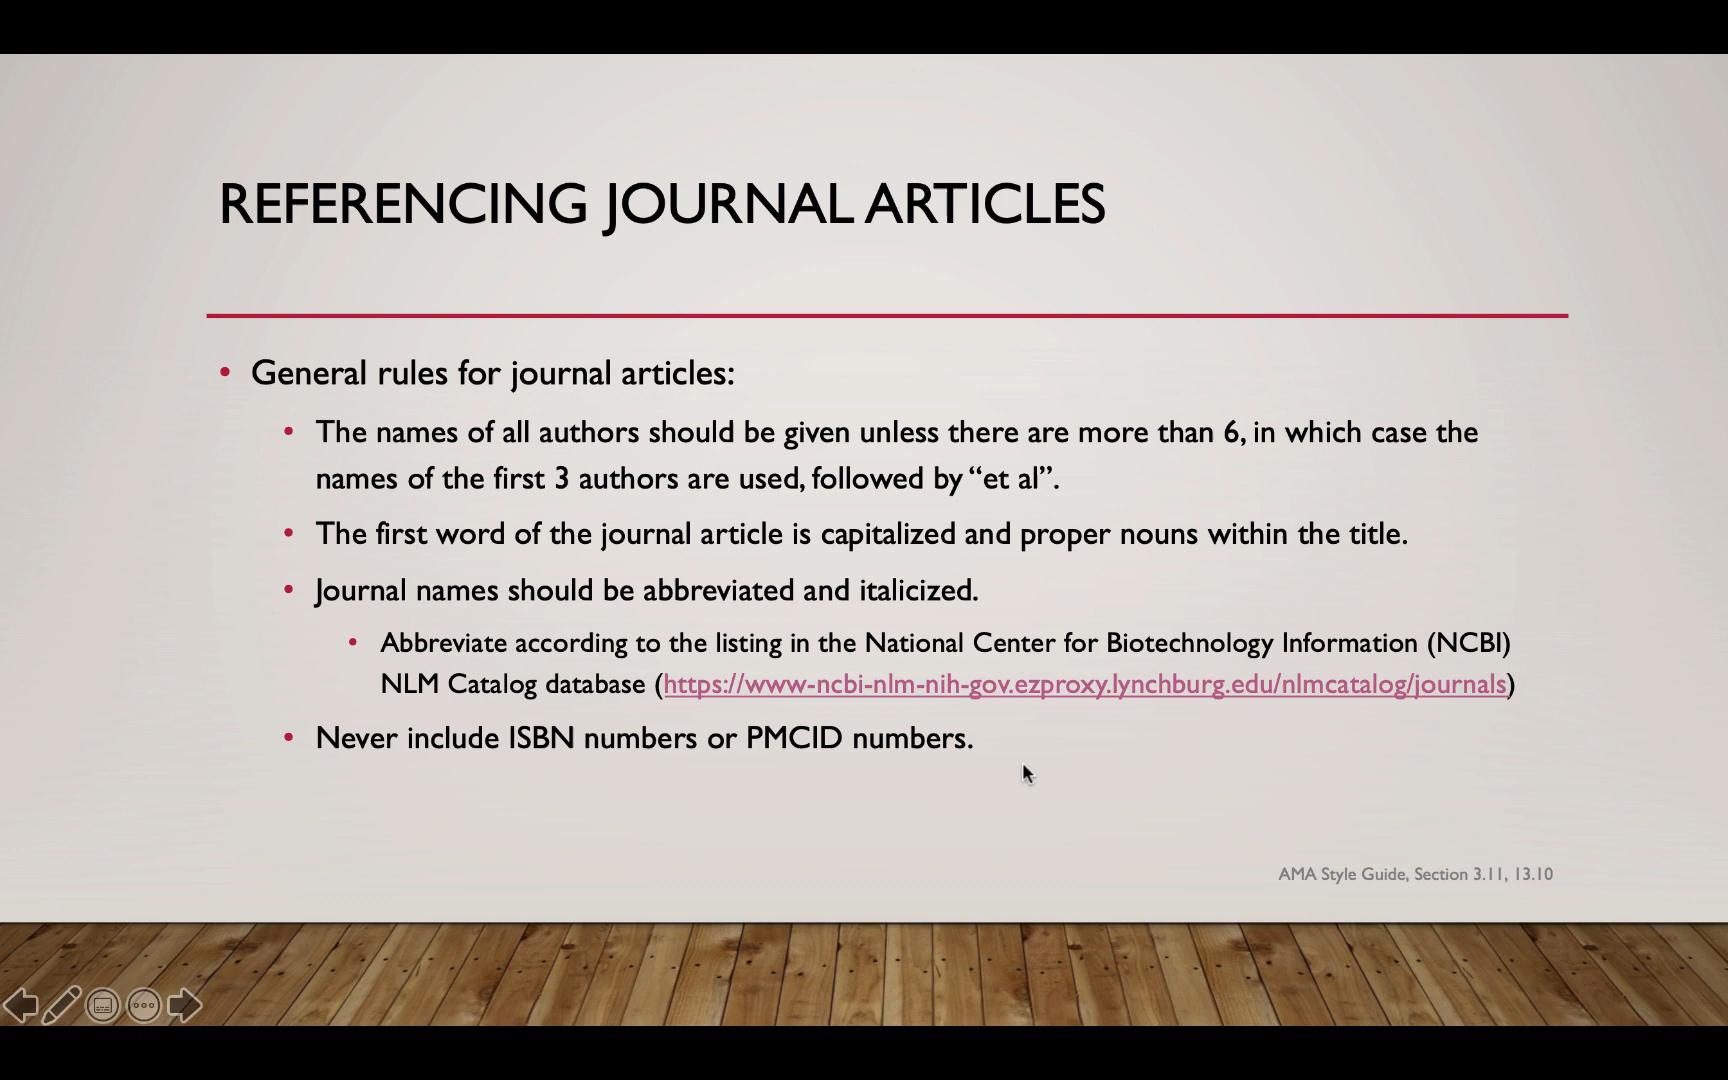 REFERENCING JOURNAL ARTICLES
• General rules for journal articles:
• The names of all authors should be given unless there are more than 6, in which case the
names of the first 3 authors are used, followed by “et al”.
• The first word of the journal article is capitalized and proper nouns within the title.
• Journal names should be abbreviated and italicized.
• Abbreviate according to the listing in the National Center for Biotechnology Information (NCBI)
NLM Catalog database (https://www-ncbi-nlm-nih-gov.ezproxy.lynchburg.edu/nlmcatalog/journals)
• Never include ISBN numbers or PMCID numbers.
AMA Style Guide, Section 3.11, 13.10